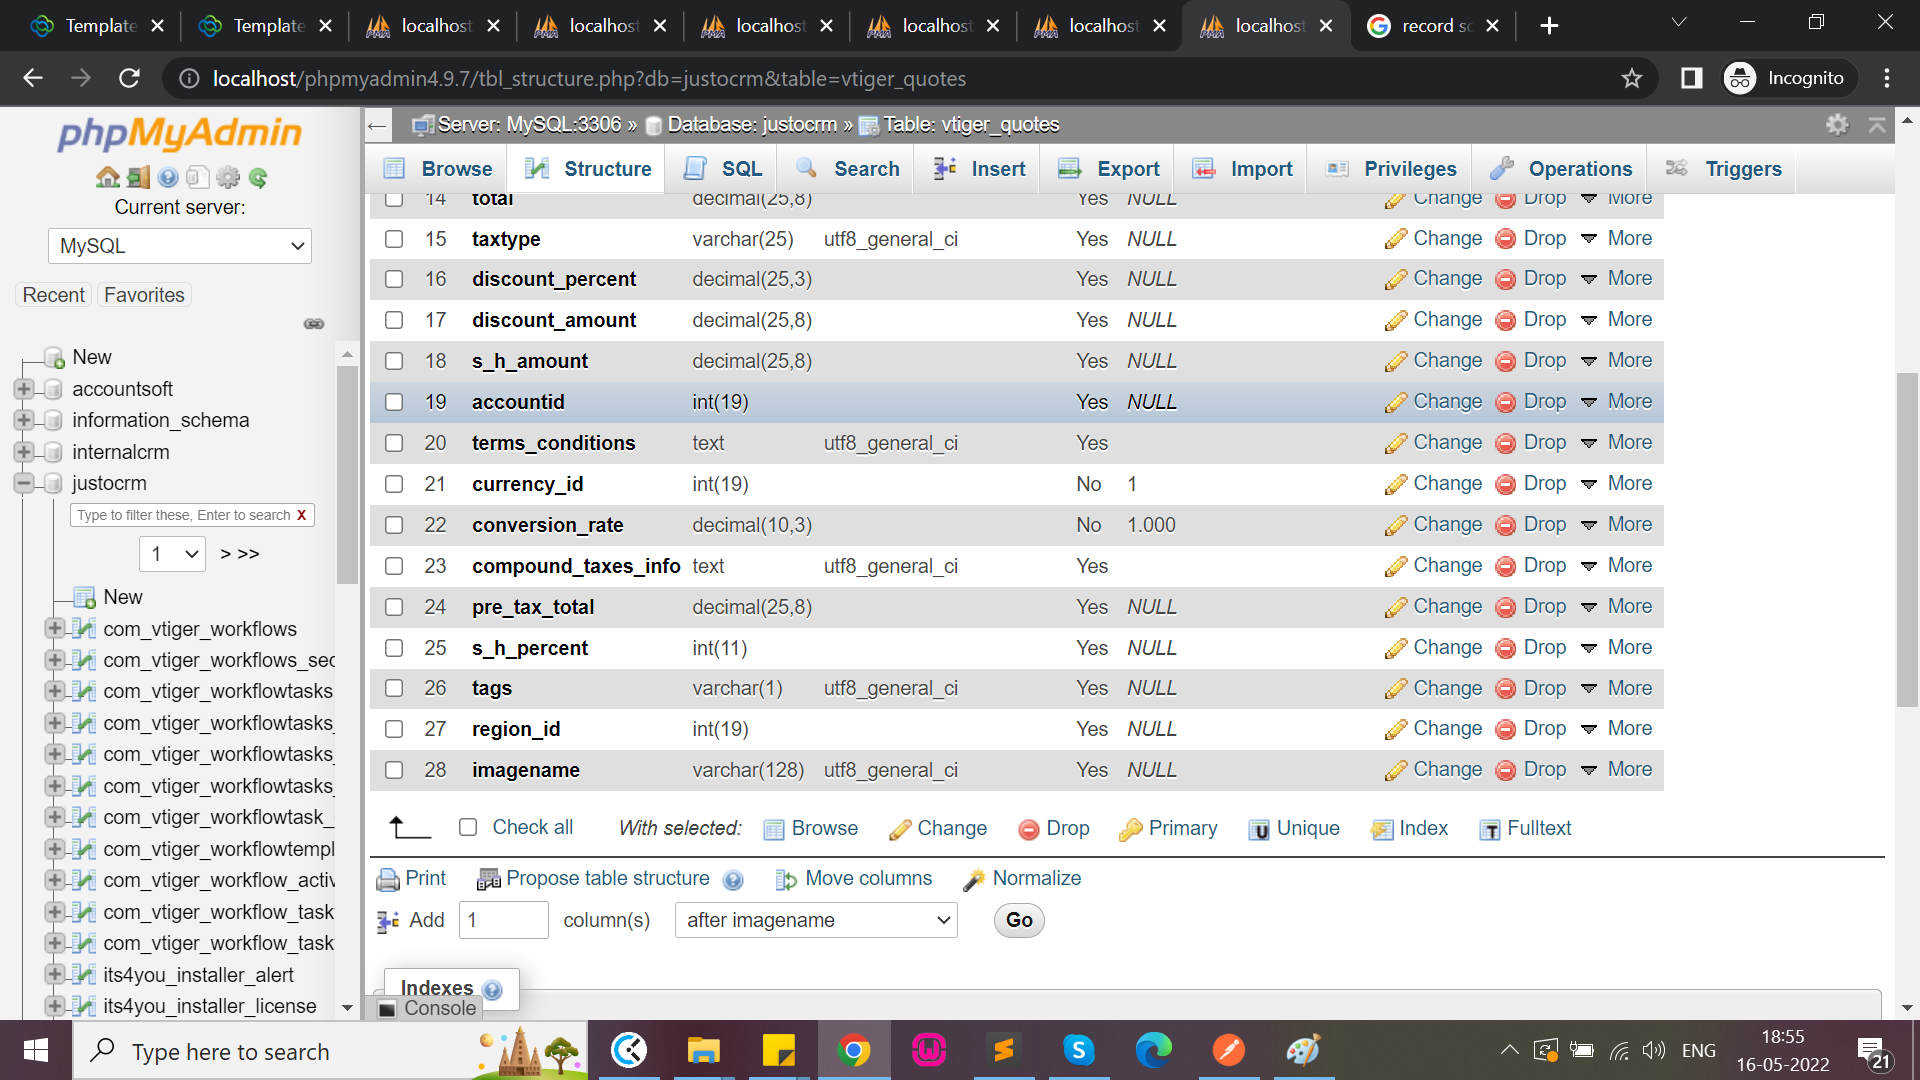 Template
Template
localhost
localhost
localhost
localhost
localhost
localhost
record sc
localhost/phpmyadmin4.9.7/tbl_structure.php?db=justocrm&table=vtiger_quotes
Incognito
phpMyAdmin
Current server:
MySQL
Recent
Favorites
New
accountsoft
information_schema
internalcrm
justocrm
Type to filter these, Enter to search X
1 > >>
New
com_vtiger_workflows
com_vtiger_workflows_sec
com_vtiger_workflowtasks
com_vtiger_workflowtasks_
com_vtiger_workflowtasks_
com_vtiger_workflowtasks_
com_vtiger_workflowtask_
com_vtiger_workflowtempl
com_vtiger_workflow_activ
com_vtiger_workflow_task
com_vtiger_workflow_task
its4you_installer_alert
its4you_installer_license
Server: MySQL:3306 » Database: justocrm » Table: vtiger_quotes
Browse Structure SQL Search Insert Export Import Privileges Operations Triggers
14 total decimal(25,8) Yes NULL Change Drop More
15 taxtype varchar(25) utf8_general_ci Yes NULL Change Drop More
16 discount_percent decimal(25,3) Yes NULL Change Drop More
17 discount_amount decimal(25,8) Yes NULL Change Drop More
18 s_h_amount decimal(25,8) Yes NULL Change Drop More
19 accountid int(19) Yes NULL Change Drop More
20 terms_conditions text utf8_general_ci Yes Change Drop More
21 currency_id int(19) No 1 Change Drop More
22 conversion_rate decimal(10,3) No 1.000 Change Drop More
23 compound_taxes_info text utf8_general_ci Yes Change Drop More
24 pre_tax_total decimal(25,8) Yes NULL Change Drop More
25 s_h_percent int(11) Yes NULL Change Drop More
26 tags varchar(1) utf8_general_ci Yes NULL Change Drop More
27 region_id int(19) Yes NULL Change Drop More
28 imagename varchar(128) utf8_general_ci Yes NULL Change Drop More
Check all With selected: Browse Change Drop Primary Unique Index Fulltext
Print Propose table structure Move columns Normalize
Add 1 column(s) after imagename Go
Indexes
Console
Type here to search
ENG
18:55
16-05-2022
21